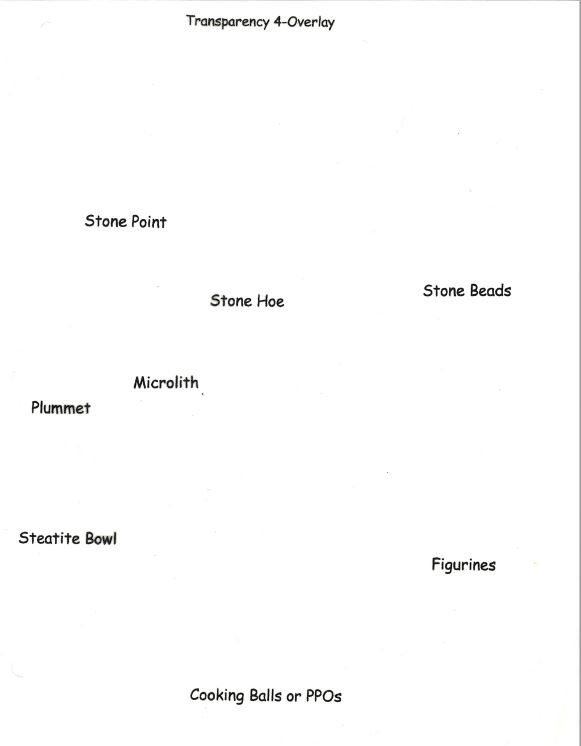 Transparency 4-Overlay
Stone Point
Stone Beads
Stone Hoe
Microlith
Plummet
Steatite Bowl
Figurines
Cooking Balls or PPOs